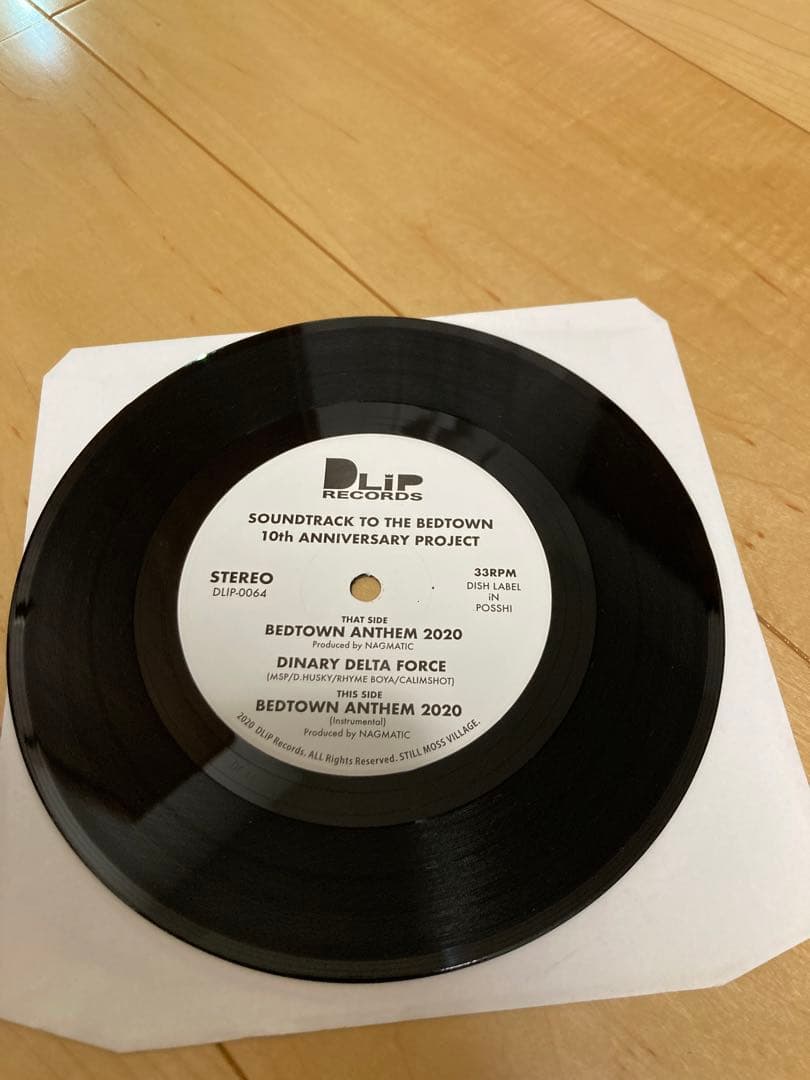 DLiP
RECORDS
SOUNDTRACK TO THE BEDTOWN
10th ANNIVERSARY PROJECT
STEREO
DLIP-0064
33RPM
DISH LABEL
iN
POSSHI
THAT SIDE
BEDTOWN ANTHEM 2020
Produced by NAGMATIC
DINARY DELTA FORCE
(MSP/D.HUSKY/RHYME BOYA/CALIMSHOT)
THIS SIDE
BEDTOWN ANTHEM 2020
(Instrumental)
Produced by NAGMATIC
2020 DLiP Records. ALL Rights Reserved. STILL MOSS VILLAGE.